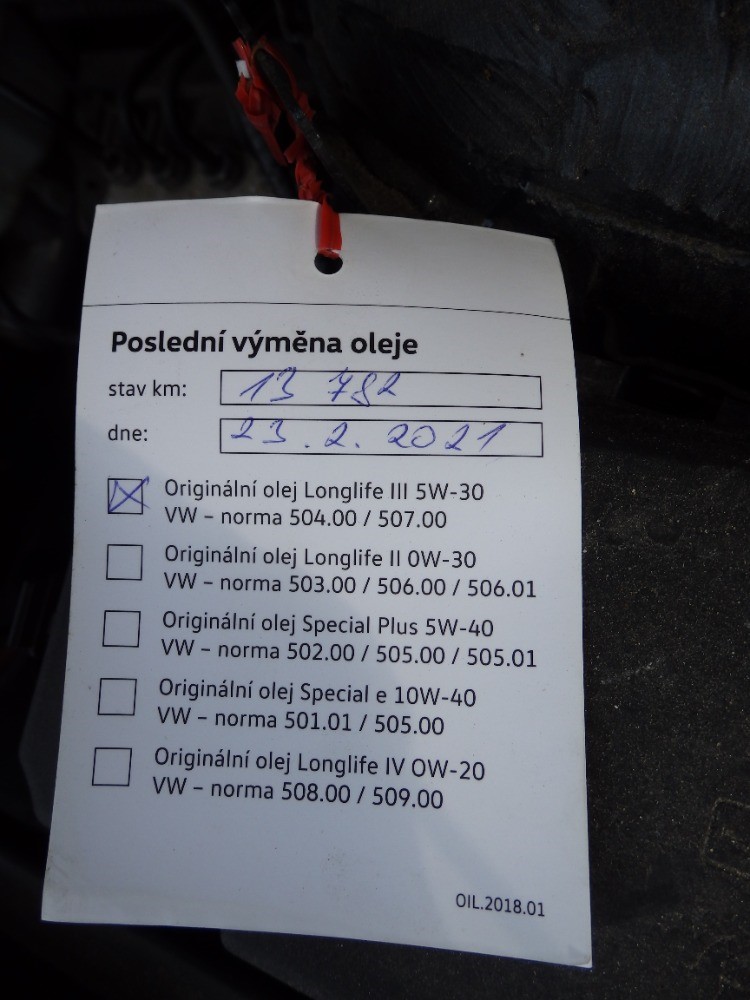 Poslední výměna oleje
stav km: 13 782
dne: 23.2.2021
Originální olej Longlife III 5W-30
VW – norma 504.00 / 507.00
Originální olej Longlife II 0W-30
VW – norma 503.00 / 506.00 / 506.01
Originální olej Special Plus 5W-40
VW – norma 502.00 / 505.00 / 505.01
Originální olej Special e 10W-40
VW – norma 501.01 / 505.00
Originální olej Longlife IV 0W-20
VW – norma 508.00 / 509.00
OIL.2018.01